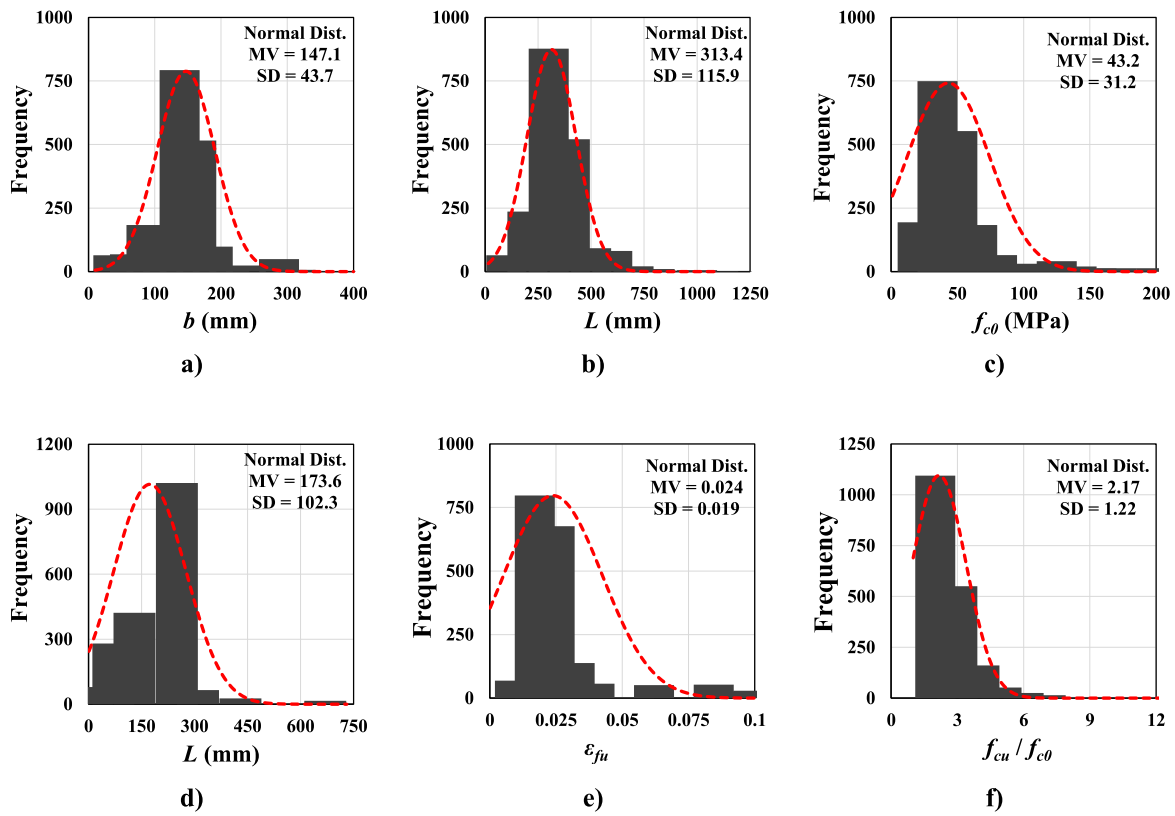 1000
750
500
250
0
Frequency
Normal Dist.
MV = 147.1
SD = 43.7
0 100 200 300 400
b (mm)
a)
1000
750
500
250
0
Frequency
Normal Dist.
MV = 313.4
SD = 115.9
0 250 500 750 1000 1250
L (mm)
b)
1000
750
500
250
0
Frequency
Normal Dist.
MV = 43.2
SD = 31.2
0 50 100 150 200
fc0 (MPa)
c)
1200
900
600
300
0
Frequency
Normal Dist.
MV = 173.6
SD = 102.3
0 150 300 450 600 750
L (mm)
d)
1000
750
500
250
0
Frequency
Normal Dist.
MV = 0.024
SD = 0.019
0 0.025 0.05 0.075 0.1
εfu
e)
1250
1000
750
500
250
0
Frequency
Normal Dist.
MV = 2.17
SD = 1.22
0 3 6 9 12
fcu / fc0
f)